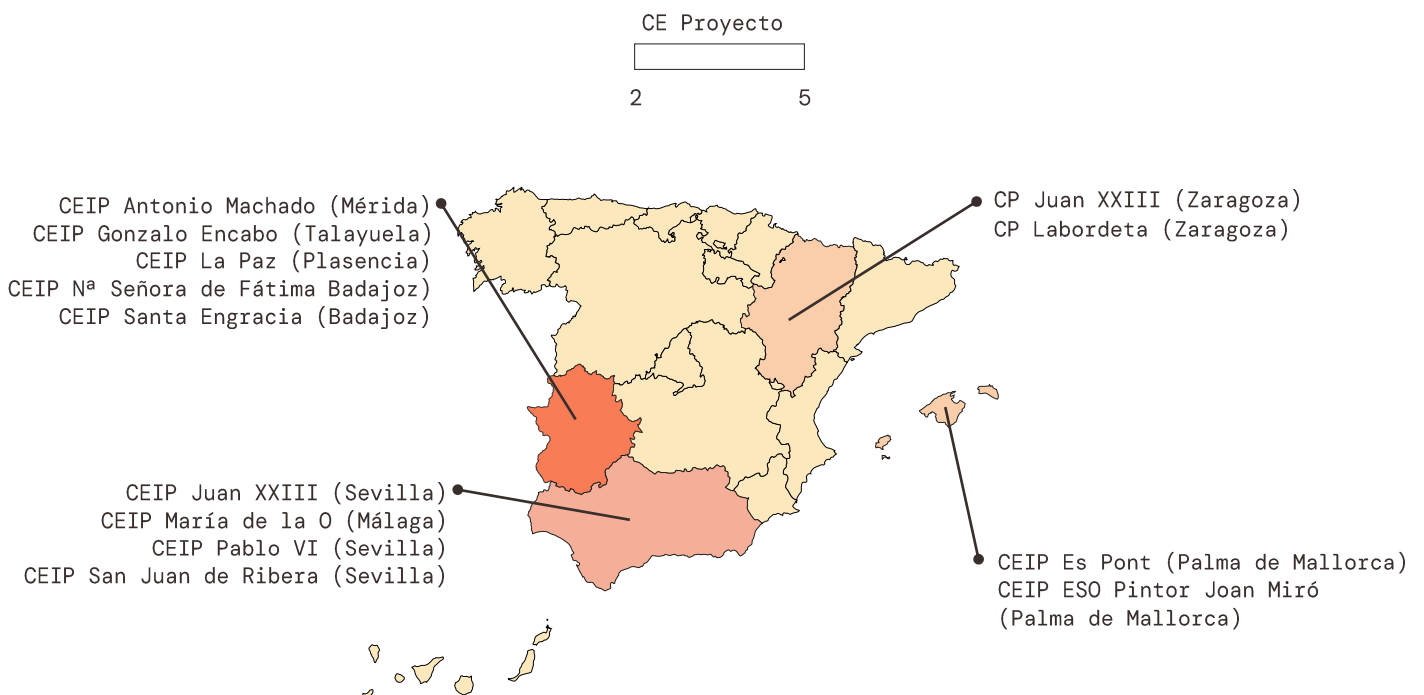 CE Proyecto
2 5
CEIP Antonio Machado (Mérida)
CEIP Gonzalo Encabo (Talayuela)
CEIP La Paz (Plasencia)
CEIP Nª Señora de Fátima Badajoz)
CEIP Santa Engracia (Badajoz)
CP Juan XXIII (Zaragoza)
CP Labordeta (Zaragoza)
CEIP Juan XXIII (Sevilla)
CEIP María de la O (Málaga)
CEIP Pablo VI (Sevilla)
CEIP San Juan de Ribera (Sevilla)
CEIP Es Pont (Palma de Mallorca)
CEIP ESO Pintor Joan Miró
(Palma de Mallorca)